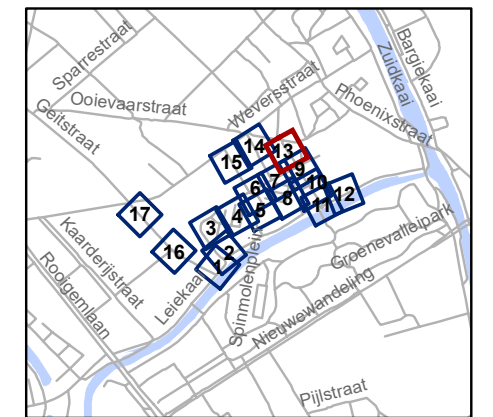 Sparrestraat
Bargiekaai
Zuidkaai
Weversstraat
Phoenixstraat
Ooievaarstraat
Geitstraat
13
14
15
9
7
10
6
12
8
11
5
4
17
3
2
1
16
Kaarderijstraat
Rooigemlaan
Leiekaai
Spinmolenplein
Groenevalleipark
Nieuwewandeling
Pijlstraat